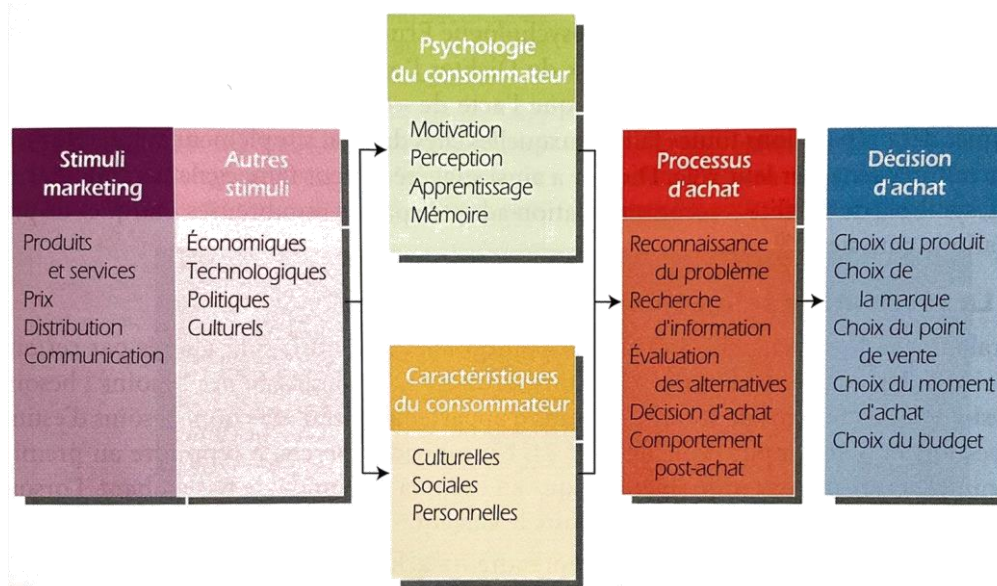 Stimuli
marketing
Produits
et services
Prix
Distribution
Communication
Autres
stimuli
Économiques
Technologiques
Politiques
Culturels
Psychologie
du consommateur
Motivation
Perception
Apprentissage
Mémoire
Caractéristiques
du consommateur
Culturelles
Sociales
Personnelles
Processus
d'achat
Reconnaissance
du problème
Recherche
d'information
Évaluation
des alternatives
Décision d'achat
Comportement
post-achat
Décision
d'achat
Choix du produit
Choix de
la marque
Choix du point
de vente
Choix du moment
d'achat
Choix du budget